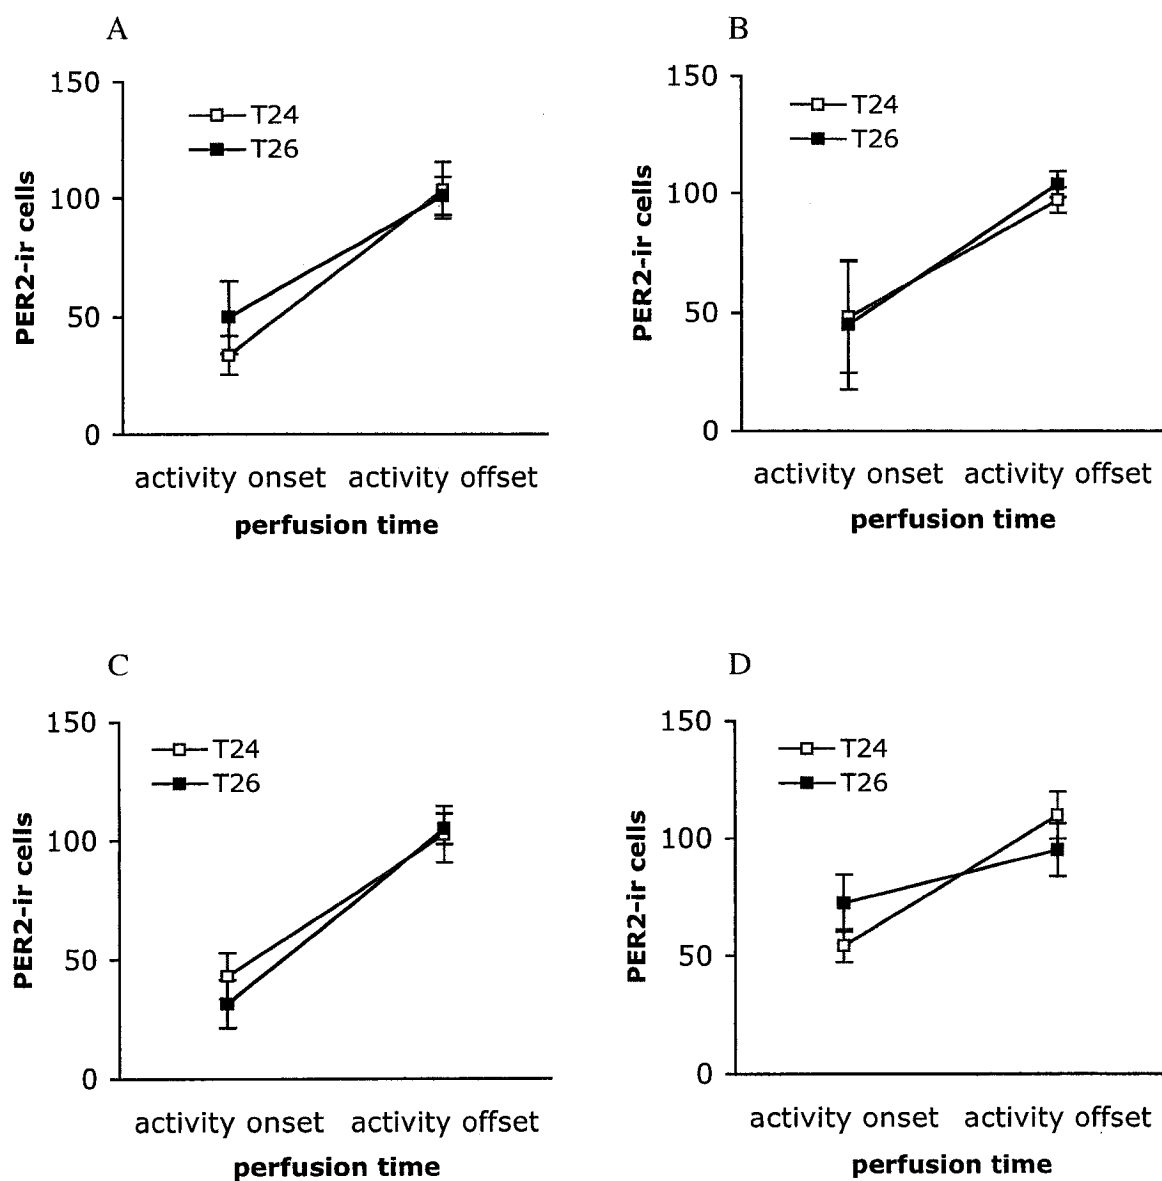 A
150
100
50
0
PER2-ir cells
T24
T26
activity onset activity offset
perfusion time
B
150
100
50
0
PER2-ir cells
T24
T26
activity onset activity offset
perfusion time
C
150
100
50
0
PER2-ir cells
T24
T26
activity onset activity offset
perfusion time
D
150
100
50
0
PER2-ir cells
T24
T26
activity onset activity offset
perfusion time